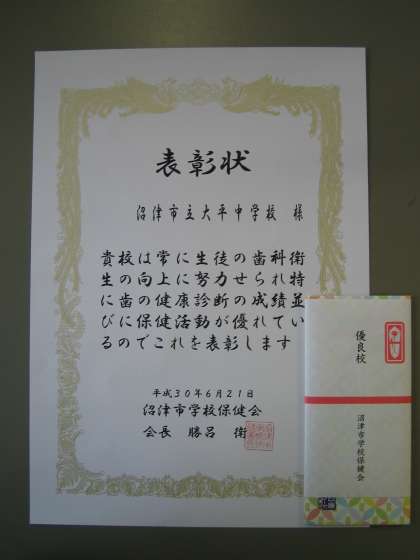 表彰状
沼津市立大平中学校 様
貴校は常に生徒の歯科衛
生の向上に努力せられ特
に歯の健康診断の成績並
びに保健活動が優れてい
るのでこれを表彰します
平成30年6月21日
沼津市学校保健会
会長 勝呂 衛
優良校
沼津市学校保健会